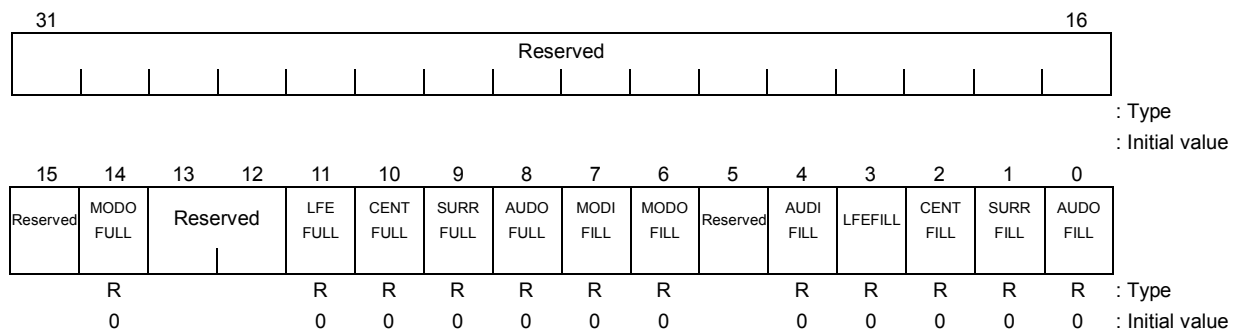 31 16
Reserved
: Type
: Initial value
15 14 13 12 11 10 9 8 7 6 5 4 3 2 1 0
Reserved MODO FULL Reserved LFE FULL CENT FULL SURR FULL AUDO FULL MODI FILL MODO FILL Reserved AUDI FILL LFEFILL CENT FILL SURR FILL AUDO FILL
R R R R R R R R R R R R : Type
0 0 0 0 0 0 0 0 0 0 0 0 : Initial value